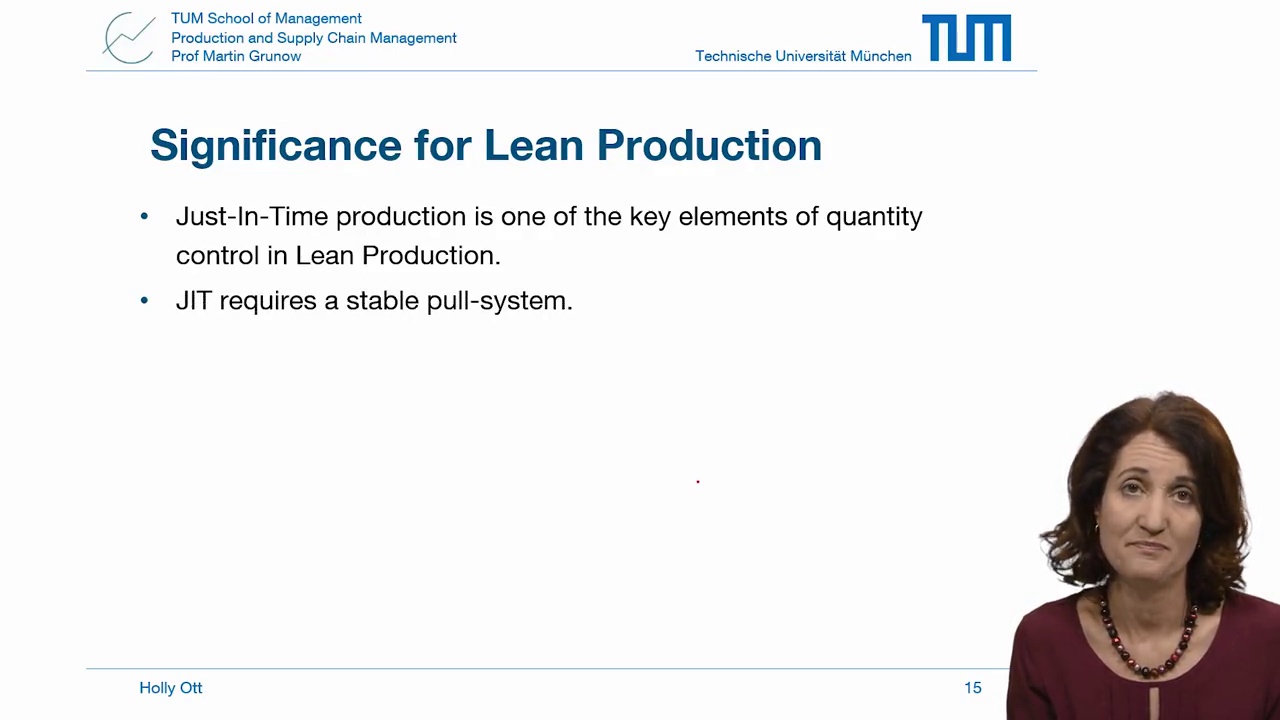 TUM School of Management
Production and Supply Chain Management
Prof Martin Grunow
Technische Universität München
TUM
Significance for Lean Production
• Just-In-Time production is one of the key elements of quantity
control in Lean Production.
• JIT requires a stable pull-system.
Holly Ott
15